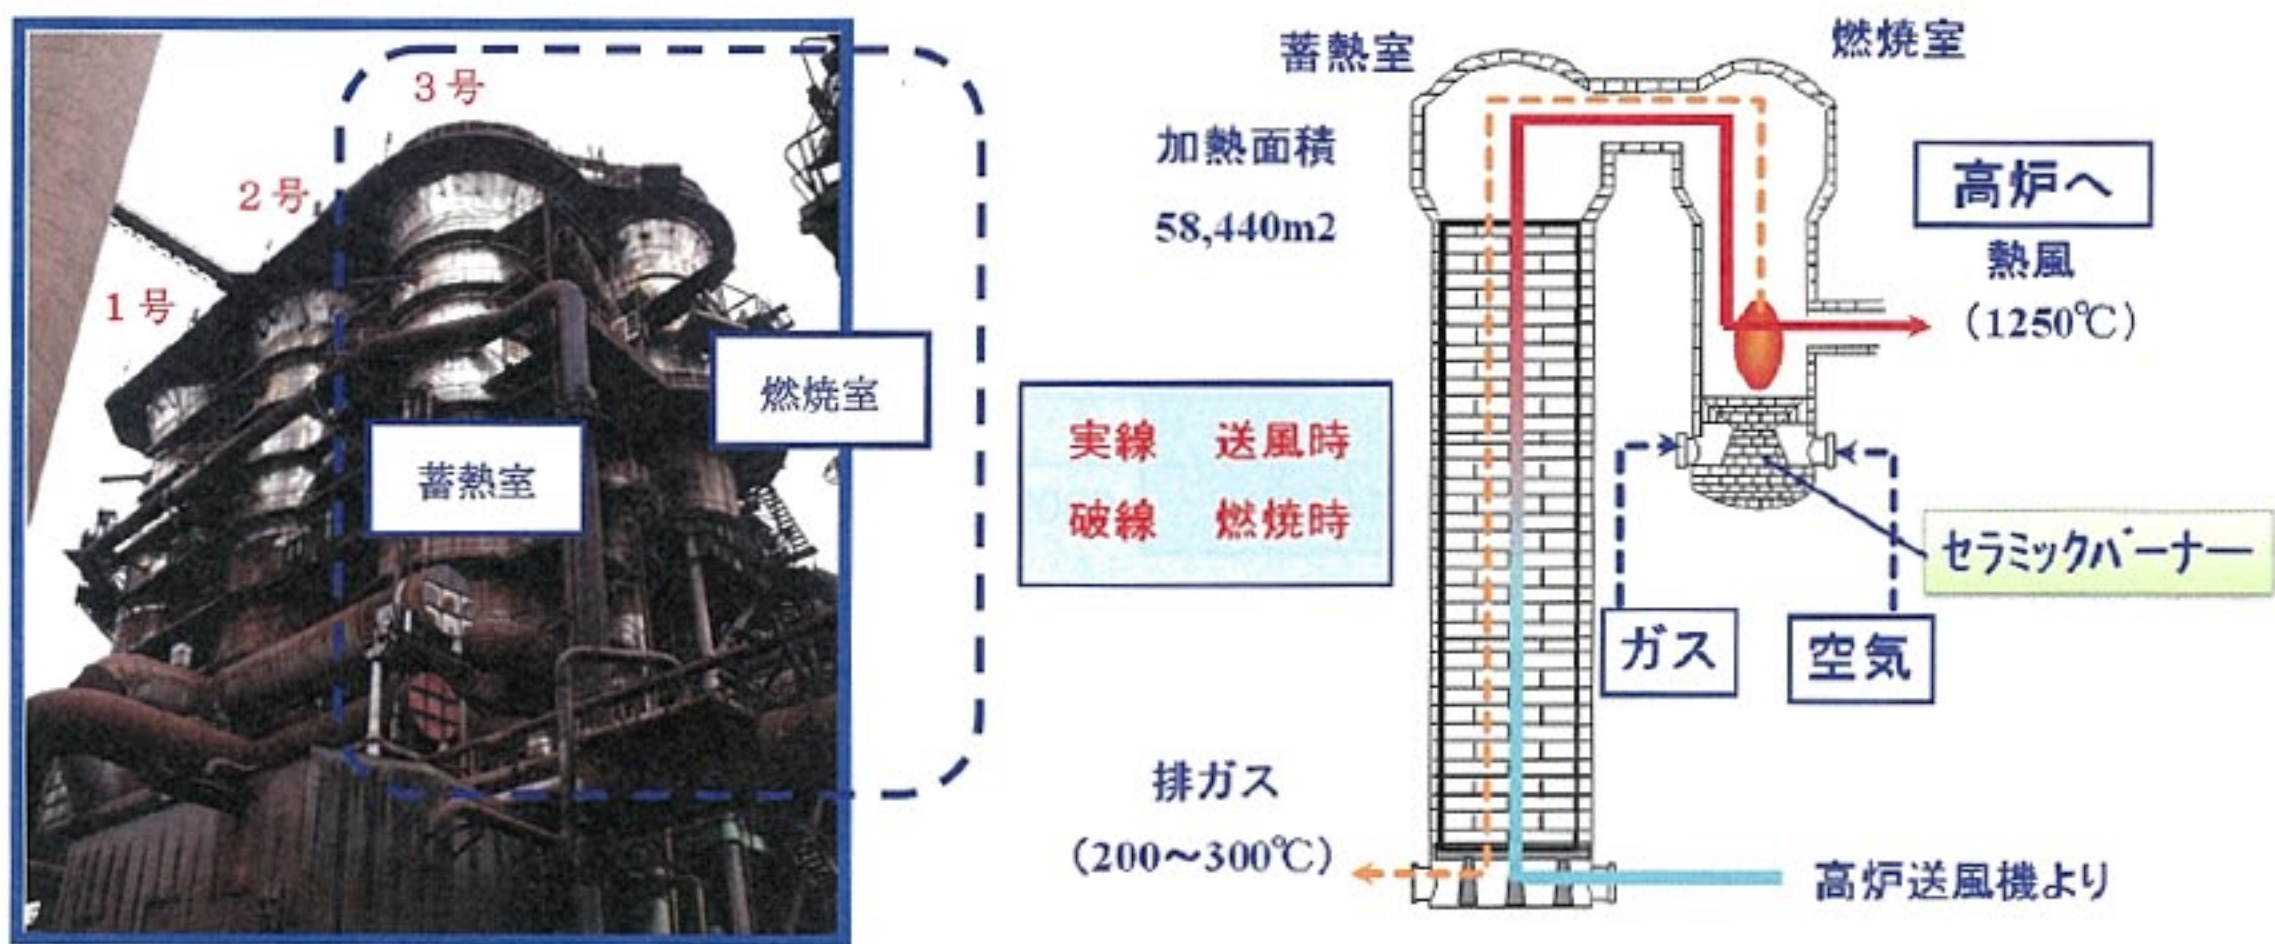 3号
2号
1号
燃焼室
蓄熱室
蓄熱室
燃焼室
加熱面積
58,440m2
高炉へ
熱風
（1250℃）
実線 送風時
破線 燃焼時
セラミックバーナー
ガス
空気
排ガス
（200～300℃）
高炉送風機より